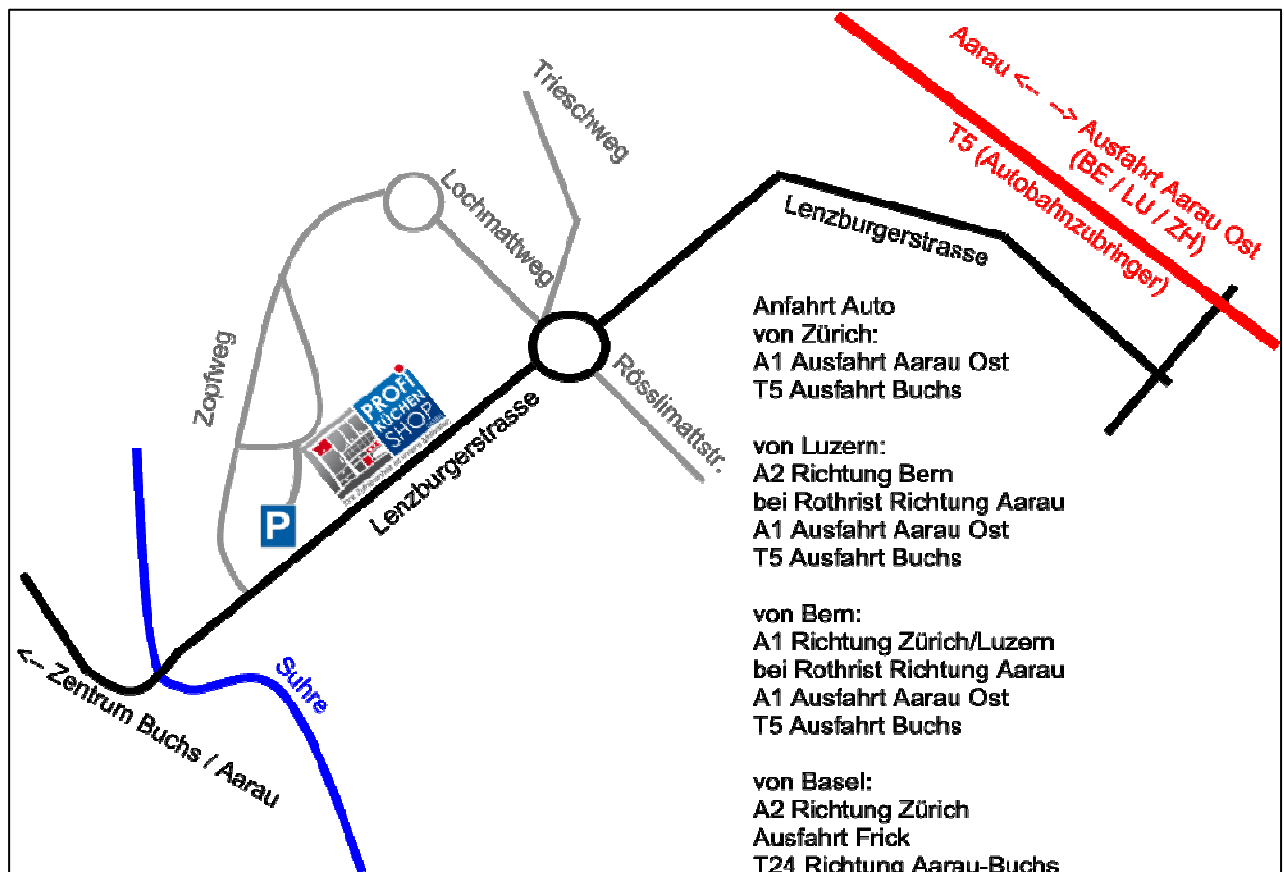 Aarau <-- --> Ausfahrt Aarau Ost
(BE / LU / ZH)
T5 (Autobahnzubringer)
Trieschweg
Lochmattweg
Lenzburgerstrasse
Zopfweg
Rösslimattstr.
PROFI
KÜCHEN
SHOP
Lenzburgerstrasse
P
Suhre
<-- Zentrum Buchs / Aarau
Anfahrt Auto
von Zürich:
A1 Ausfahrt Aarau Ost
T5 Ausfahrt Buchs
von Luzern:
A2 Richtung Bern
bei Rothrist Richtung Aarau
A1 Ausfahrt Aarau Ost
T5 Ausfahrt Buchs
von Bern:
A1 Richtung Zürich/Luzern
bei Rothrist Richtung Aarau
A1 Ausfahrt Aarau Ost
T5 Ausfahrt Buchs
von Basel:
A2 Richtung Zürich
Ausfahrt Frick
T24 Richtung Aarau-Buchs